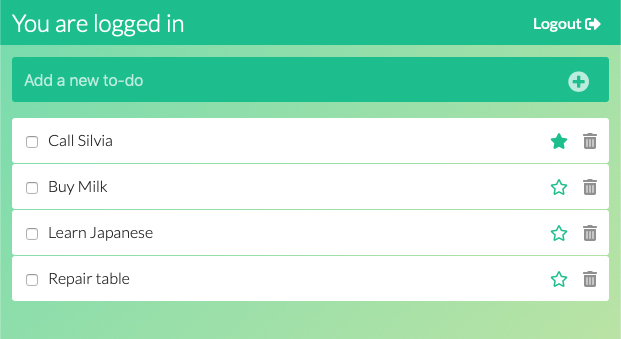 You are logged in
Logout
Add a new to-do
Call Silvia
Buy Milk
Learn Japanese
Repair table